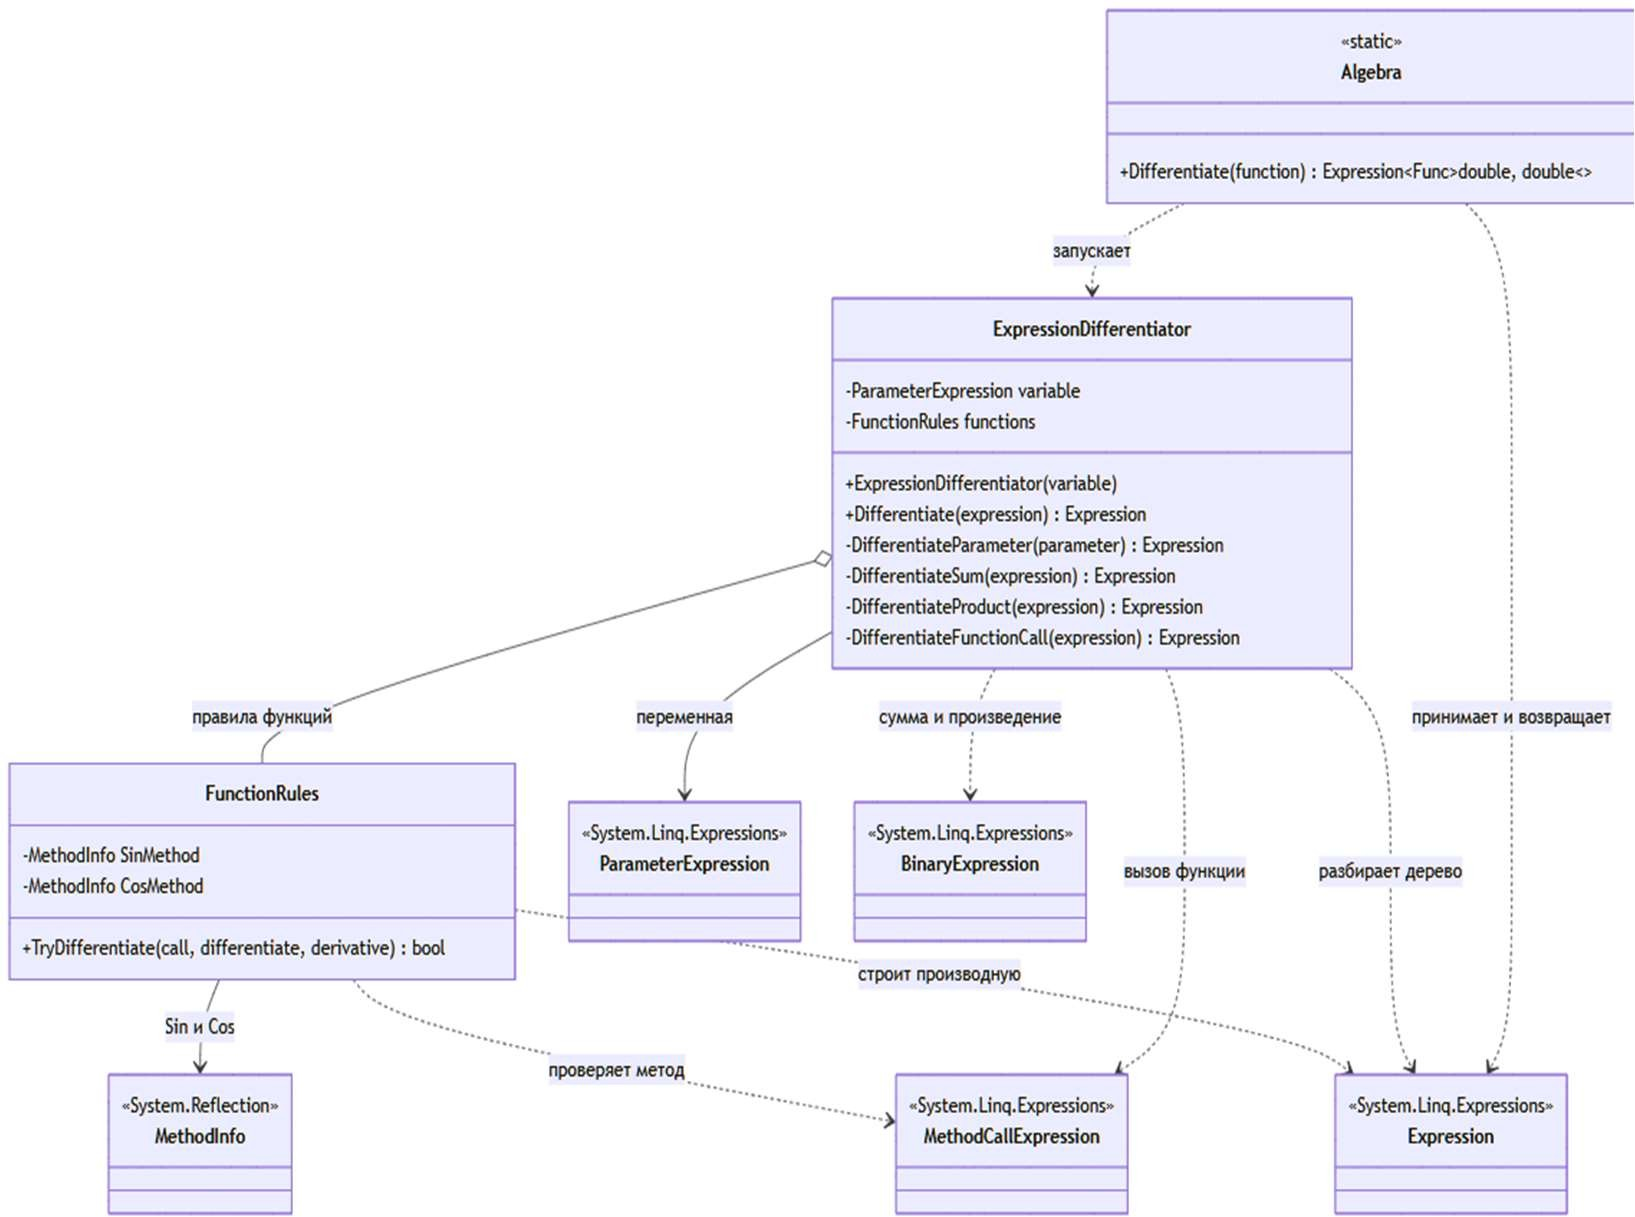 «static»
Algebra
+Differentiate(function) : Expression<Func>double, double<>
запускает
ExpressionDifferentiator
-ParameterExpression variable
-FunctionRules functions
+ExpressionDifferentiator(variable)
+Differentiate(expression) : Expression
-DifferentiateParameter(parameter) : Expression
-DifferentiateSum(expression) : Expression
-DifferentiateProduct(expression) : Expression
-DifferentiateFunctionCall(expression) : Expression
правила функций
переменная
сумма и произведение
принимает и возвращает
FunctionRules
-MethodInfo SinMethod
-MethodInfo CosMethod
+TryDifferentiate(call, differentiate, derivative) : bool
«System.Linq.Expressions»
ParameterExpression
«System.Linq.Expressions»
BinaryExpression
вызов функции
разбирает дерево
строит производную
Sin и Cos
проверяет метод
«System.Reflection»
MethodInfo
«System.Linq.Expressions»
MethodCallExpression
«System.Linq.Expressions»
Expression